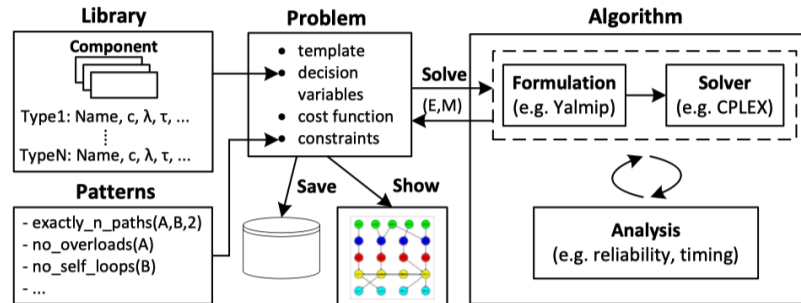 Library
Component
Type1: Name, c, λ, τ, ...
TypeN: Name, c, λ, τ, ...
Patterns
- exactly_n_paths(A,B,2)
- no_overloads(A)
- no_self_loops(B)
- ...
Problem
• template
• decision
variables
• cost function
• constraints
Save
Show
Solve
(E,M)
Algorithm
Formulation
(e.g. Yalmip)
Solver
(e.g. CPLEX)
Analysis
(e.g. reliability, timing)